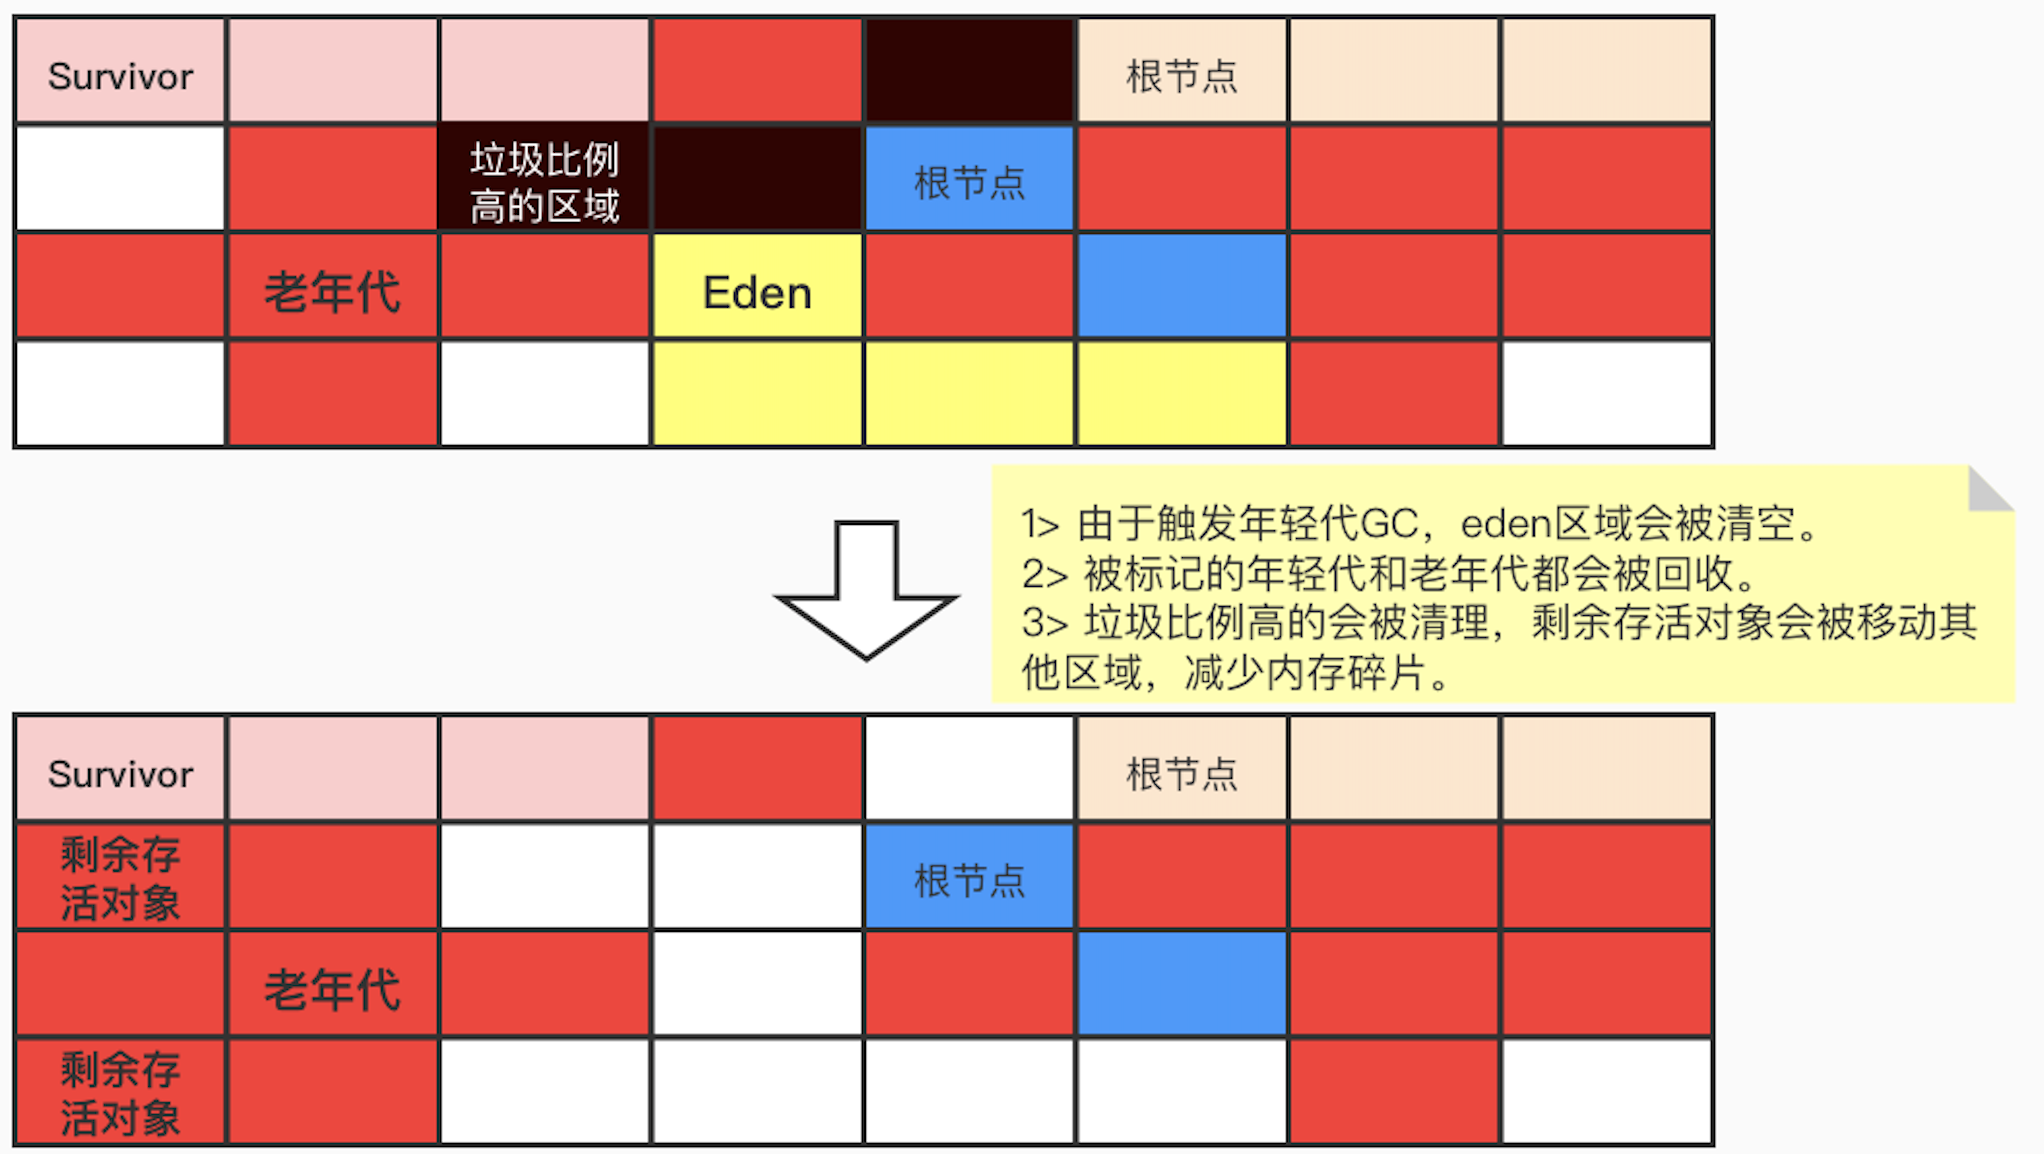 Survivor
根节点
垃圾比例
高的区域
根节点
老年代
Eden
1> 由于触发年轻代GC，eden区域会被清空。
2> 被标记的年轻代和老年代都会被回收。
3> 垃圾比例高的会被清理，剩余存活对象会被移动其
他区域，减少内存碎片。
Survivor
根节点
剩余存
活对象
根节点
老年代
剩余存
活对象